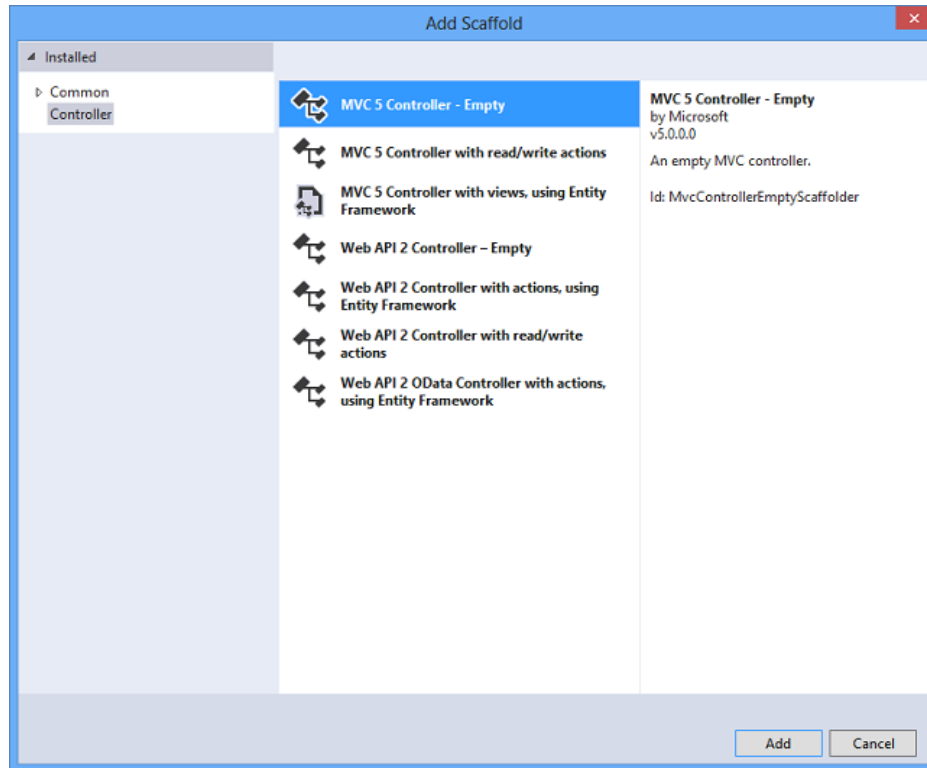 Add Scaffold
Installed
Common
Controller
MVC 5 Controller - Empty
MVC 5 Controller with read/write actions
MVC 5 Controller with views, using Entity
Framework
Web API 2 Controller – Empty
Web API 2 Controller with actions, using
Entity Framework
Web API 2 Controller with read/write
actions
Web API 2 OData Controller with actions,
using Entity Framework
MVC 5 Controller - Empty
by Microsoft
v5.0.0.0
An empty MVC controller.
Id: MvcControllerEmptyScaffolder
Add
Cancel